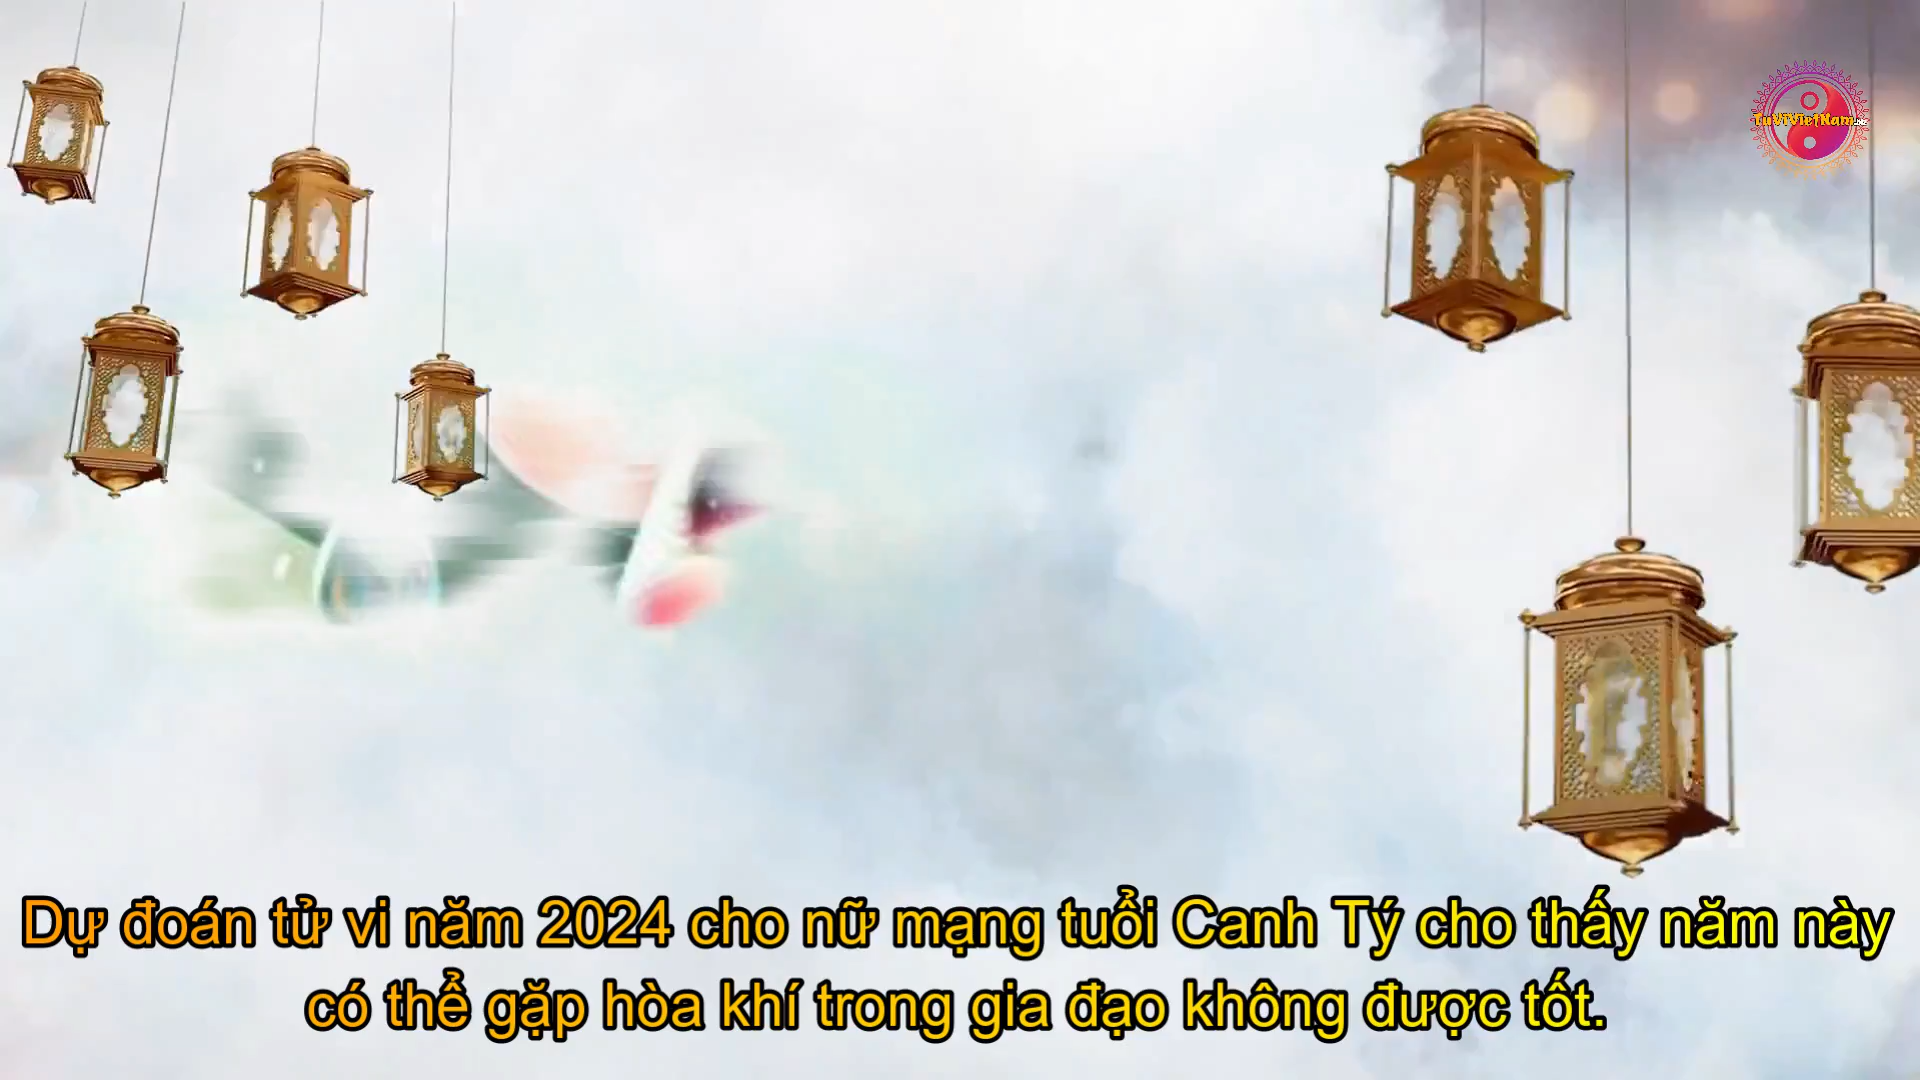 TuViVietNam
Dự đoán tử vi năm 2024 cho nữ mạng tuổi Canh Tý cho thấy năm này
có thể gặp hòa khí trong gia đạo không được tốt.